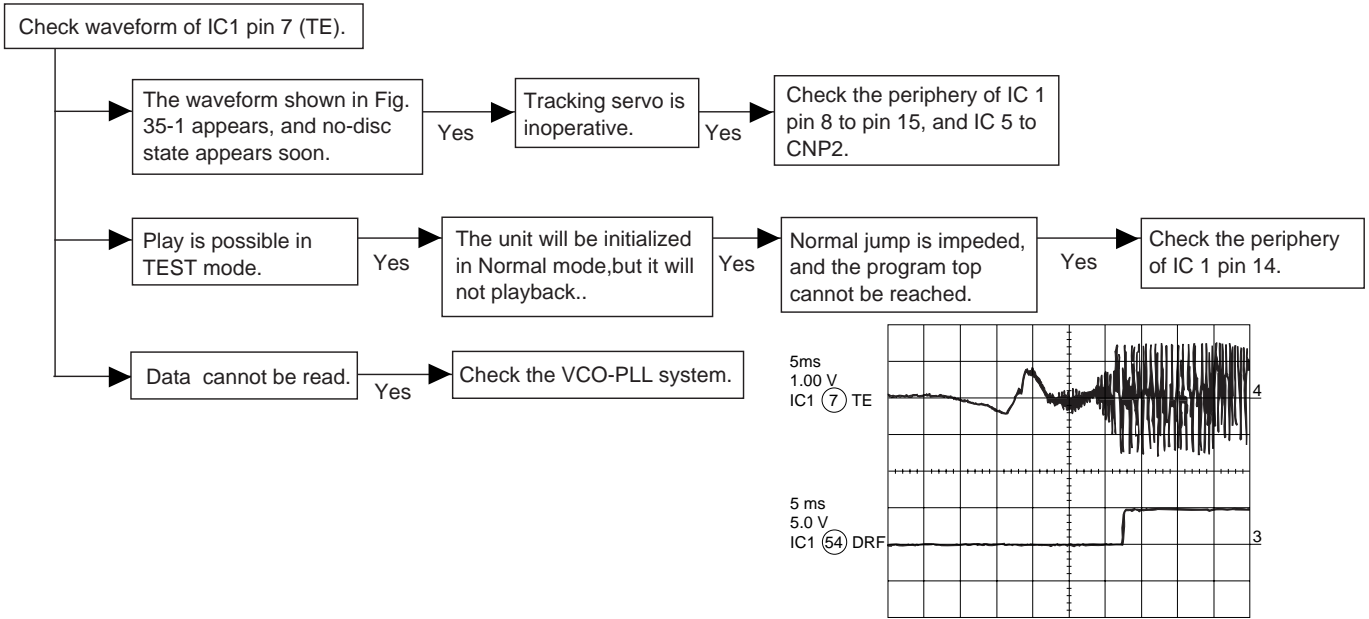 Check waveform of IC1 pin 7 (TE).
The waveform shown in Fig.
35-1 appears, and no-disc
state appears soon.
Yes
Tracking servo is
inoperative.
Yes
Check the periphery of IC 1
pin 8 to pin 15, and IC 5 to
CNP2.
Play is possible in
TEST mode.
Yes
The unit will be initialized
in Normal mode,but it will
not playback..
Yes
Normal jump is impeded,
and the program top
cannot be reached.
Yes
Check the periphery
of IC 1 pin 14.
Data cannot be read.
Yes
Check the VCO-PLL system.
5ms
1.00 V
IC1 7 TE
4
5 ms
5.0 V
IC1 54 DRF
3